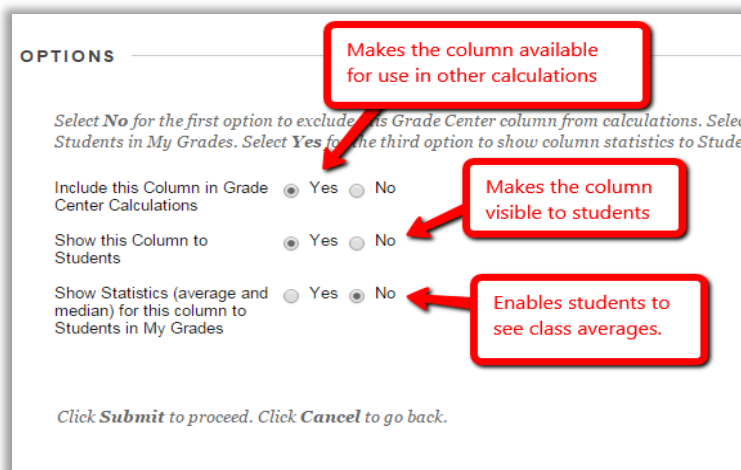 OPTIONS
Makes the column available
for use in other calculations
Select No for the first option to exclude this Grade Center column from calculations. Selec
Students in My Grades. Select Yes for the third option to show column statistics to Stude
Include this Column in Grade
Center Calculations
Yes No
Makes the column
visible to students
Show this Column to
Students
Yes No
Show Statistics (average and
median) for this column to
Students in My Grades
Yes No
Enables students to
see class averages.
Click Submit to proceed. Click Cancel to go back.